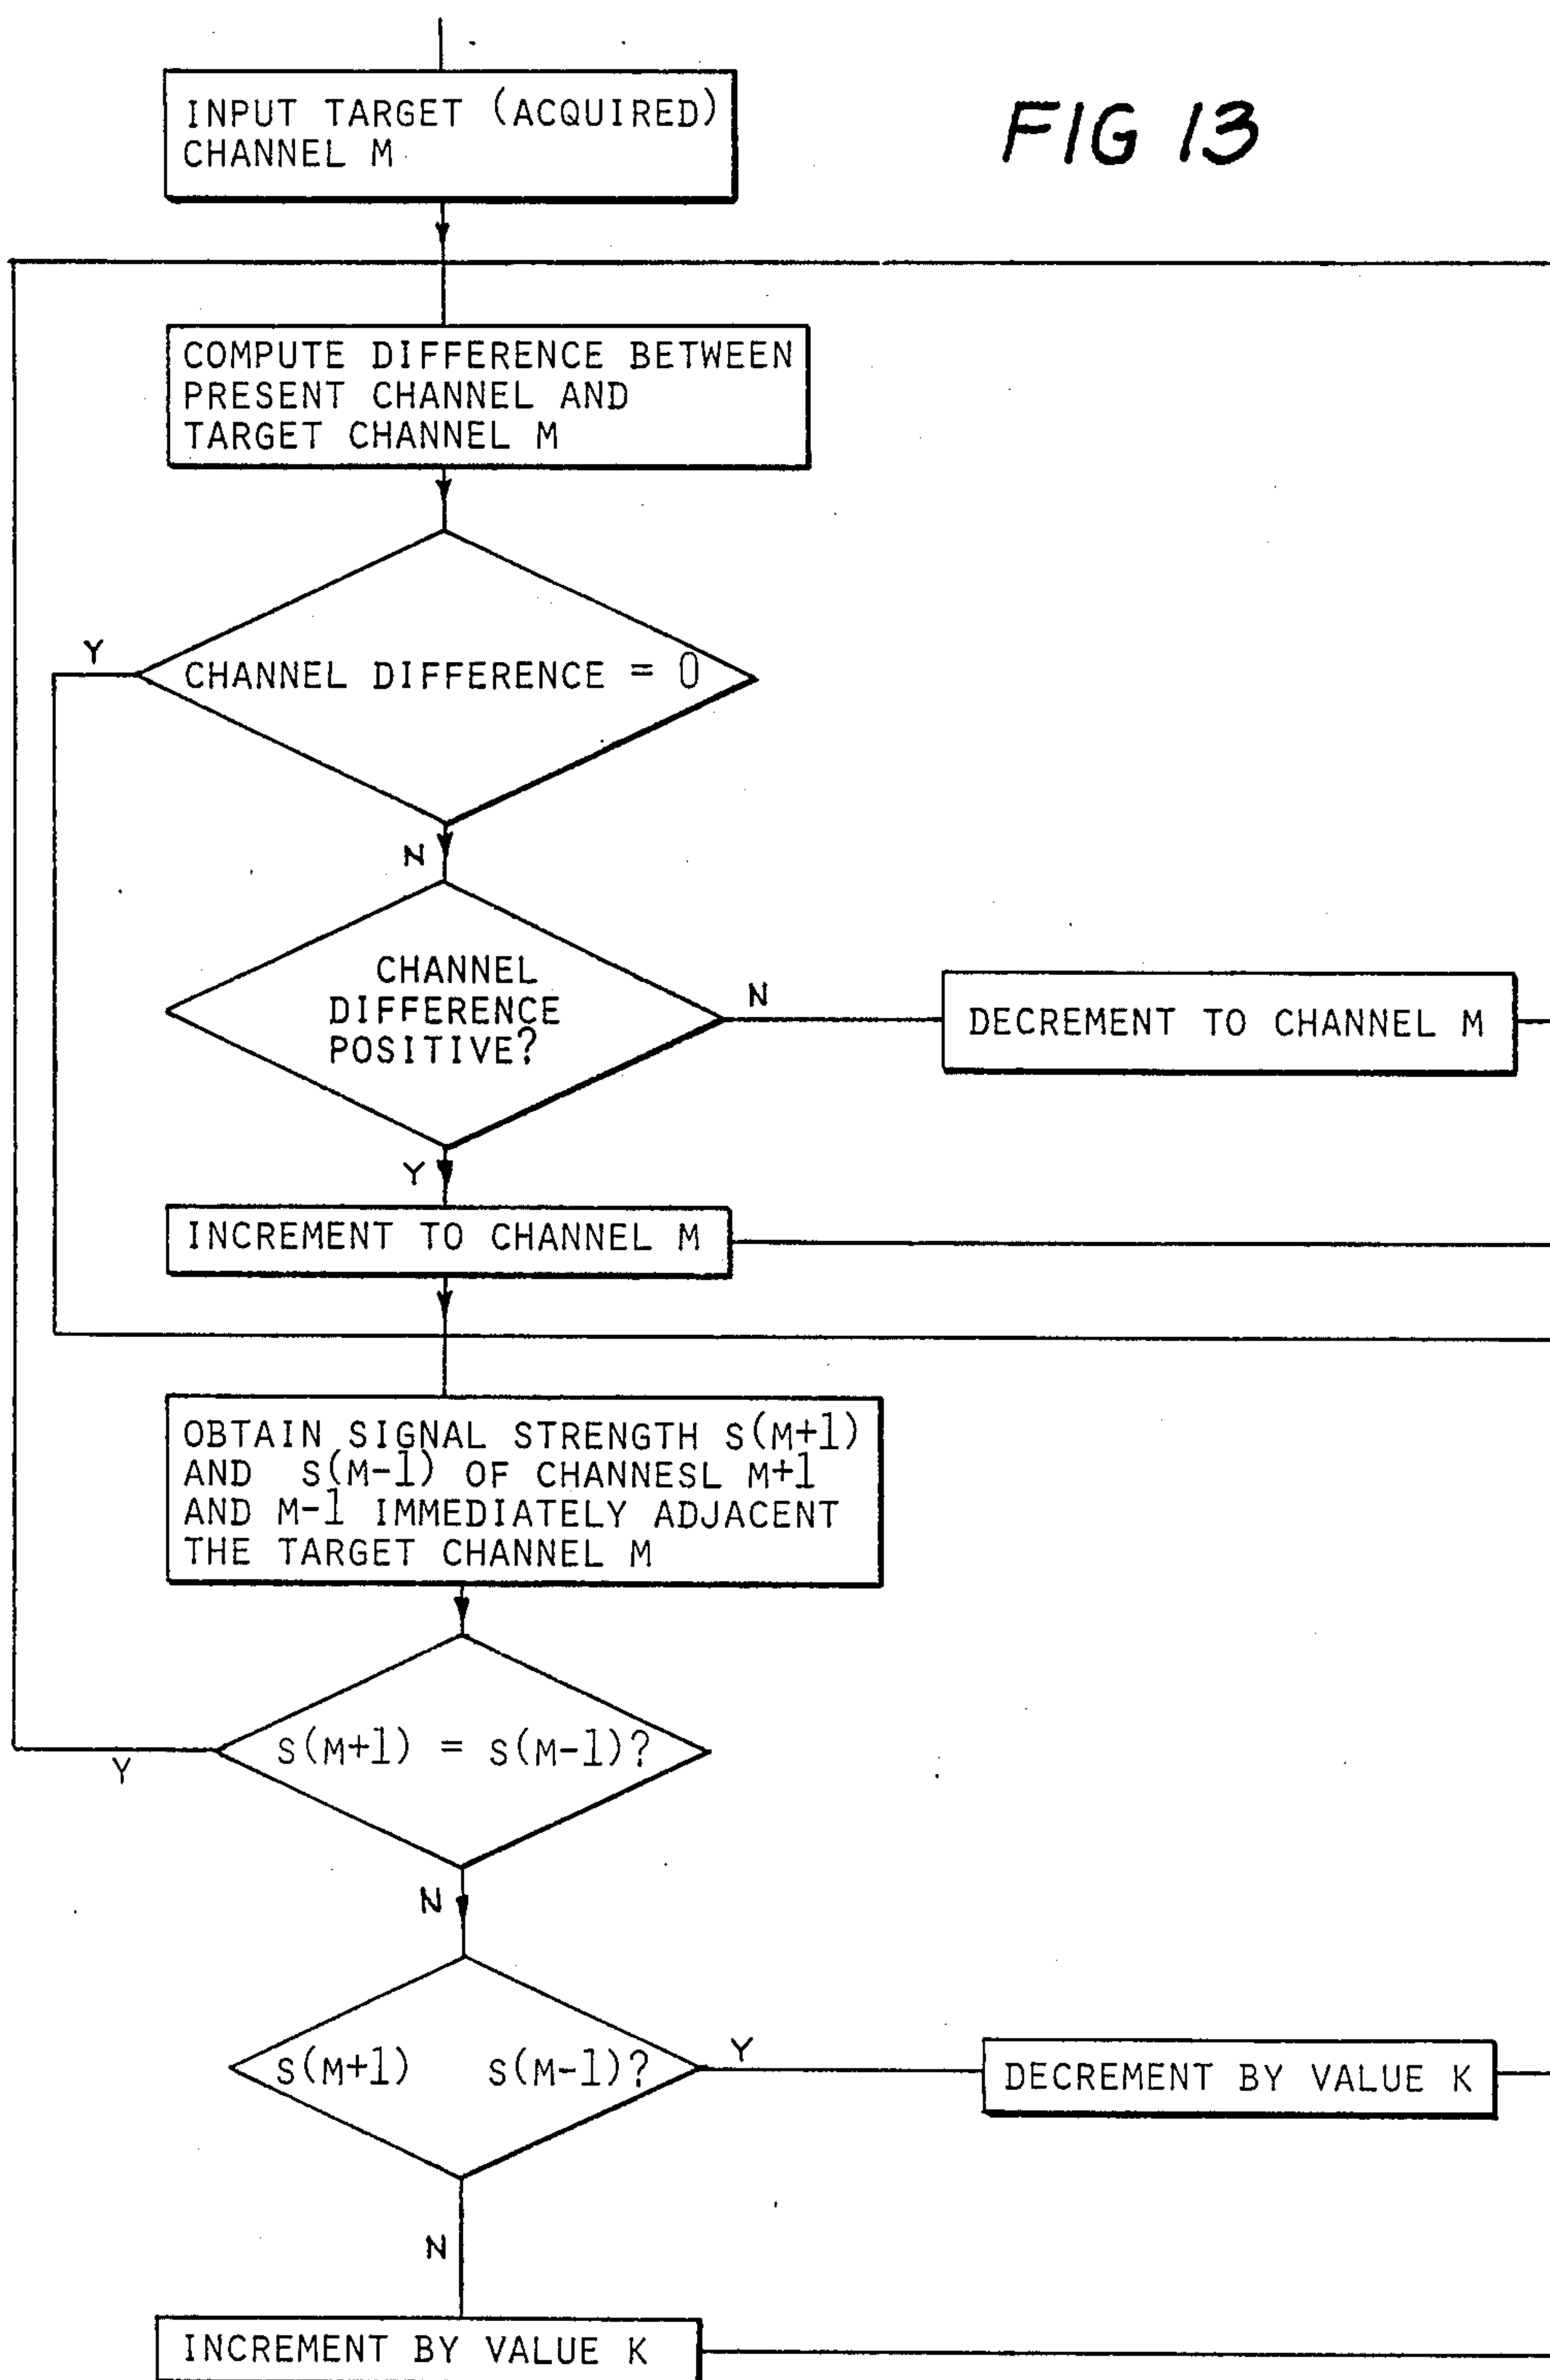 FIG 13
INPUT TARGET (ACQUIRED)
CHANNEL M
COMPUTE DIFFERENCE BETWEEN
PRESENT CHANNEL AND
TARGET CHANNEL M
Y
CHANNEL DIFFERENCE = 0
N
CHANNEL
DIFFERENCE
POSITIVE?
N
DECREMENT TO CHANNEL M
Y
INCREMENT TO CHANNEL M
OBTAIN SIGNAL STRENGTH S(M+1)
AND S(M-1) OF CHANNESL M+1
AND M-1 IMMEDIATELY ADJACENT
THE TARGET CHANNEL M
S(M+1) = S(M-1)?
Y
N
S(M+1) S(M-1)?
Y
DECREMENT BY VALUE K
N
INCREMENT BY VALUE K